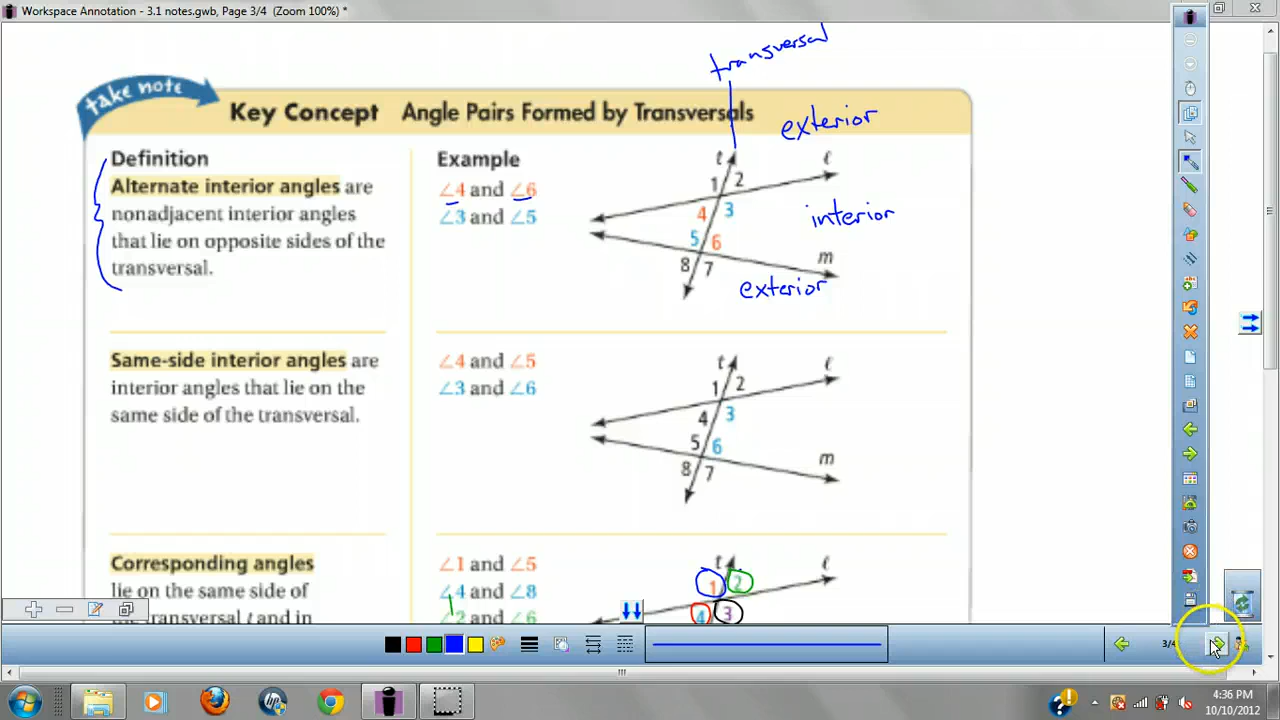 Workspace Annotation - 3.1 notes.gwb, Page 3/4 (Zoom 100%) *
transversal
take note
Key Concept Angle Pairs Formed by Transversals
exterior
Definition
Alternate interior angles are
nonadjacent interior angles
that lie on opposite sides of the
transversal.
Example
∠4 and ∠6
∠3 and ∠5
t
ℓ
1 2
4 3
interior
5 6
m
8 7
exterior
Same-side interior angles are
interior angles that lie on the
same side of the transversal.
∠4 and ∠5
∠3 and ∠6
t
ℓ
1 2
4 3
5 6
m
8 7
Corresponding angles
lie on the same side of
transversal t and in
∠1 and ∠5
∠4 and ∠8
∠2 and ∠6
t
ℓ
1 2
4 3
3/4
4:36 PM
10/10/2012